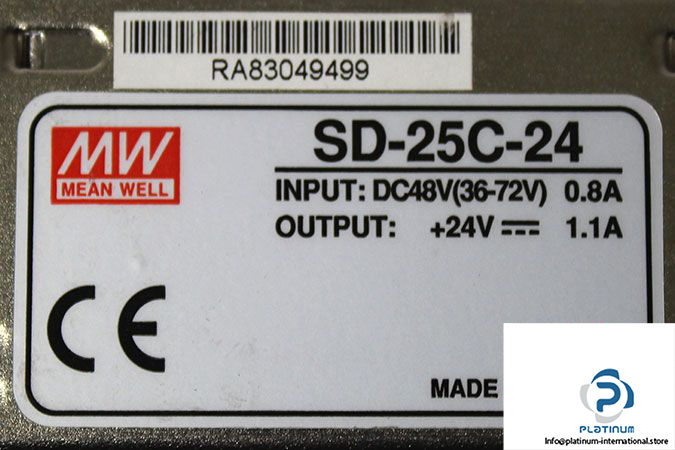 RA83049499
MW
MEAN WELL
SD-25C-24
INPUT: DC48V(36-72V) 0.8A
OUTPUT: +24V 1.1A
CE
MADE
PLATINUM
Info@platinum-international.store